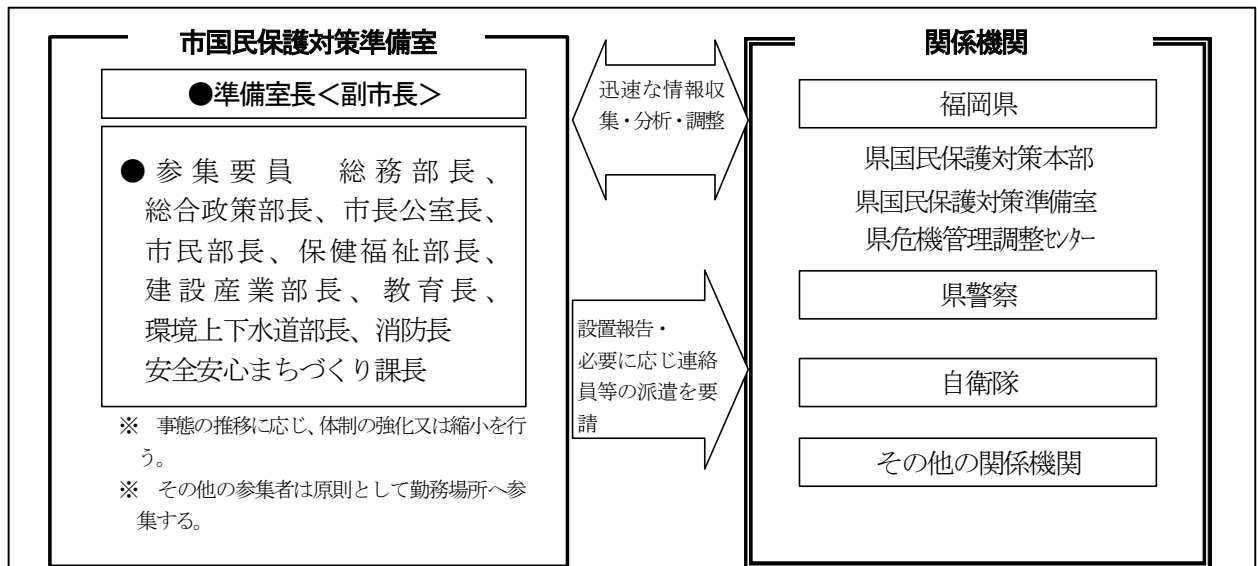 市国民保護対策準備室
●準備室長＜副市長＞
●参集要員　総務部長、
総合政策部長、市長公室長、
市民部長、保健福祉部長、
建設産業部長、教育長、
環境上下水道部長、消防長
安全安心まちづくり課長
※　事態の推移に応じ、体制の強化又は縮小を行
う。
※　その他の参集者は原則として勤務場所へ参
集する。
迅速な情報収
集・分析・調整
設置報告・
必要に応じ連絡
員等の派遣を要
請
関係機関
福岡県
県国民保護対策本部
県国民保護対策準備室
県危機管理調整ｾﾝﾀｰ
県警察
自衛隊
その他の関係機関